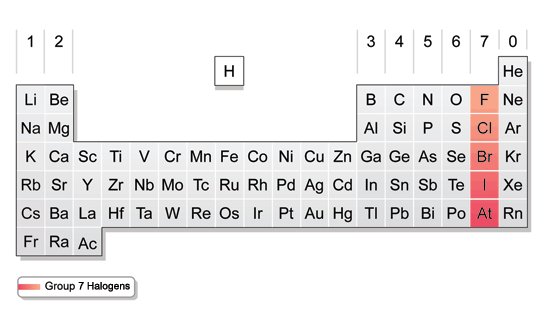 1 2 3 4 5 6 7 0
H He
Li Be B C N O F Ne
Na Mg Al Si P S Cl Ar
K Ca Sc Ti V Cr Mn Fe Co Ni Cu Zn Ga Ge As Se Br Kr
Rb Sr Y Zr Nb Mo Tc Ru Rh Pd Ag Cd In Sn Sb Te I Xe
Cs Ba La Hf Ta W Re Os Ir Pt Au Hg Tl Pb Bi Po At Rn
Fr Ra Ac
Group 7 Halogens